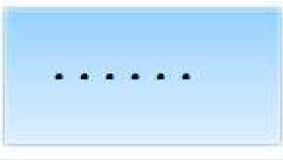 . . . . . .